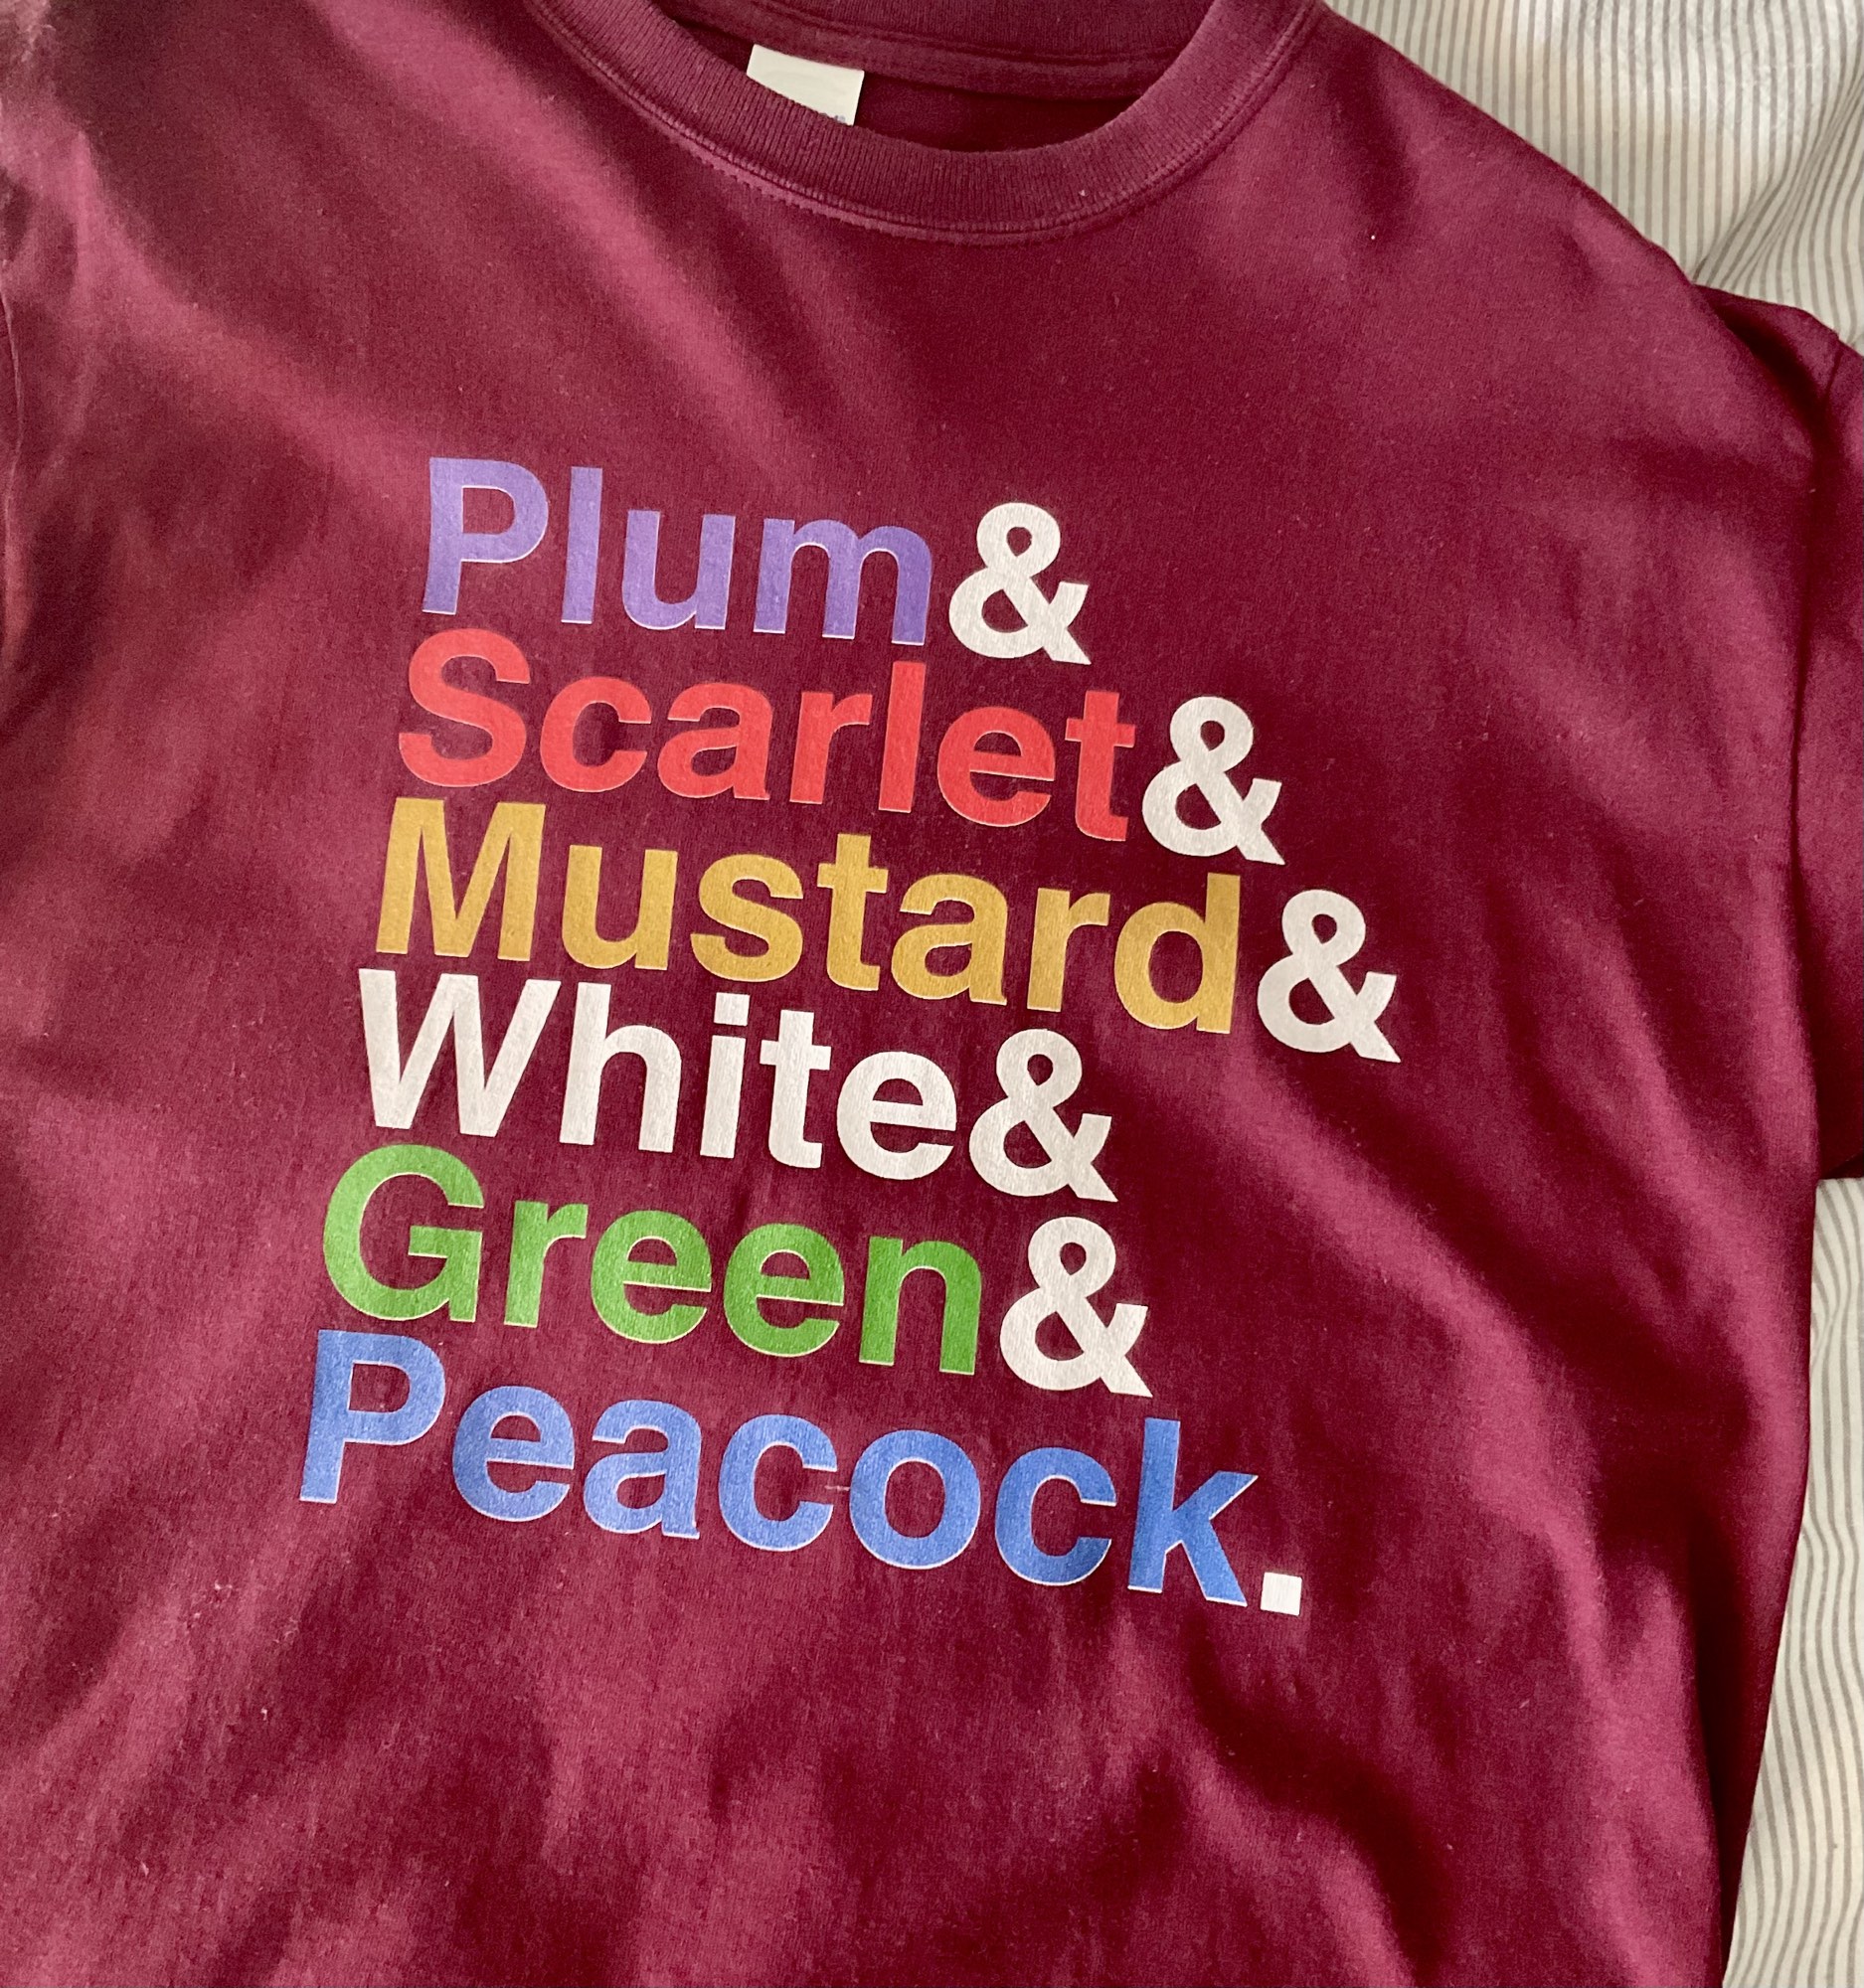 Plum&
Scarlet&
Mustard&
White&
Green&
Peacock.